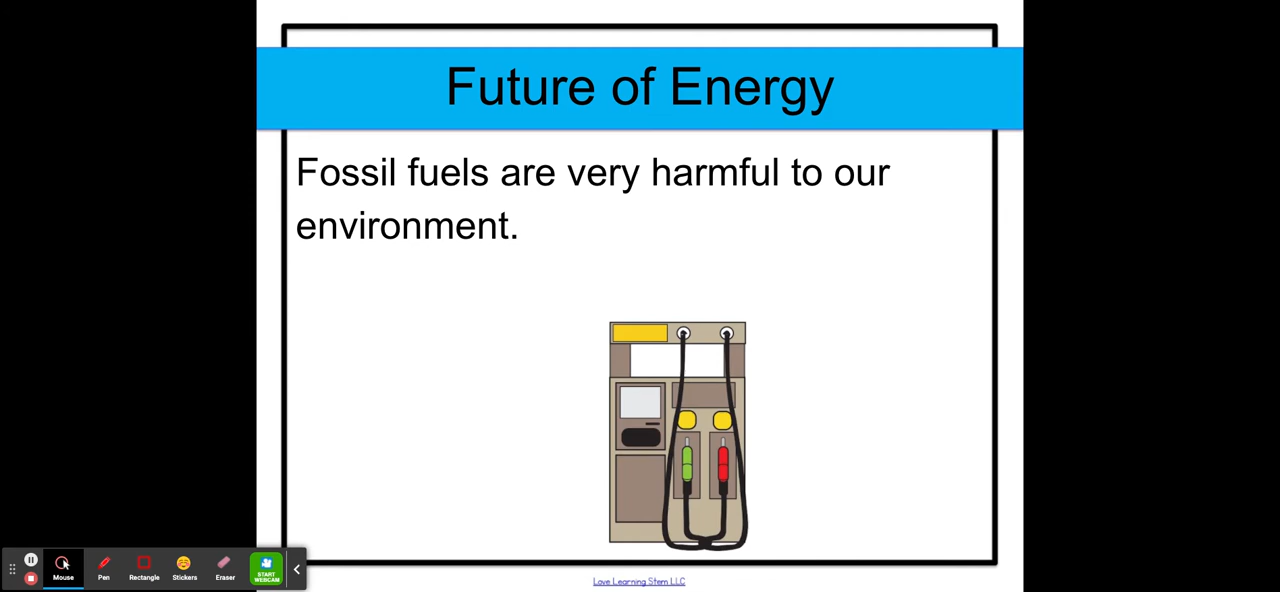 Future of Energy
Fossil fuels are very harmful to our
environment.
Mouse
Pen
Rectangle
Stickers
Eraser
START
WEBCAM
Love Learning Stem LLC